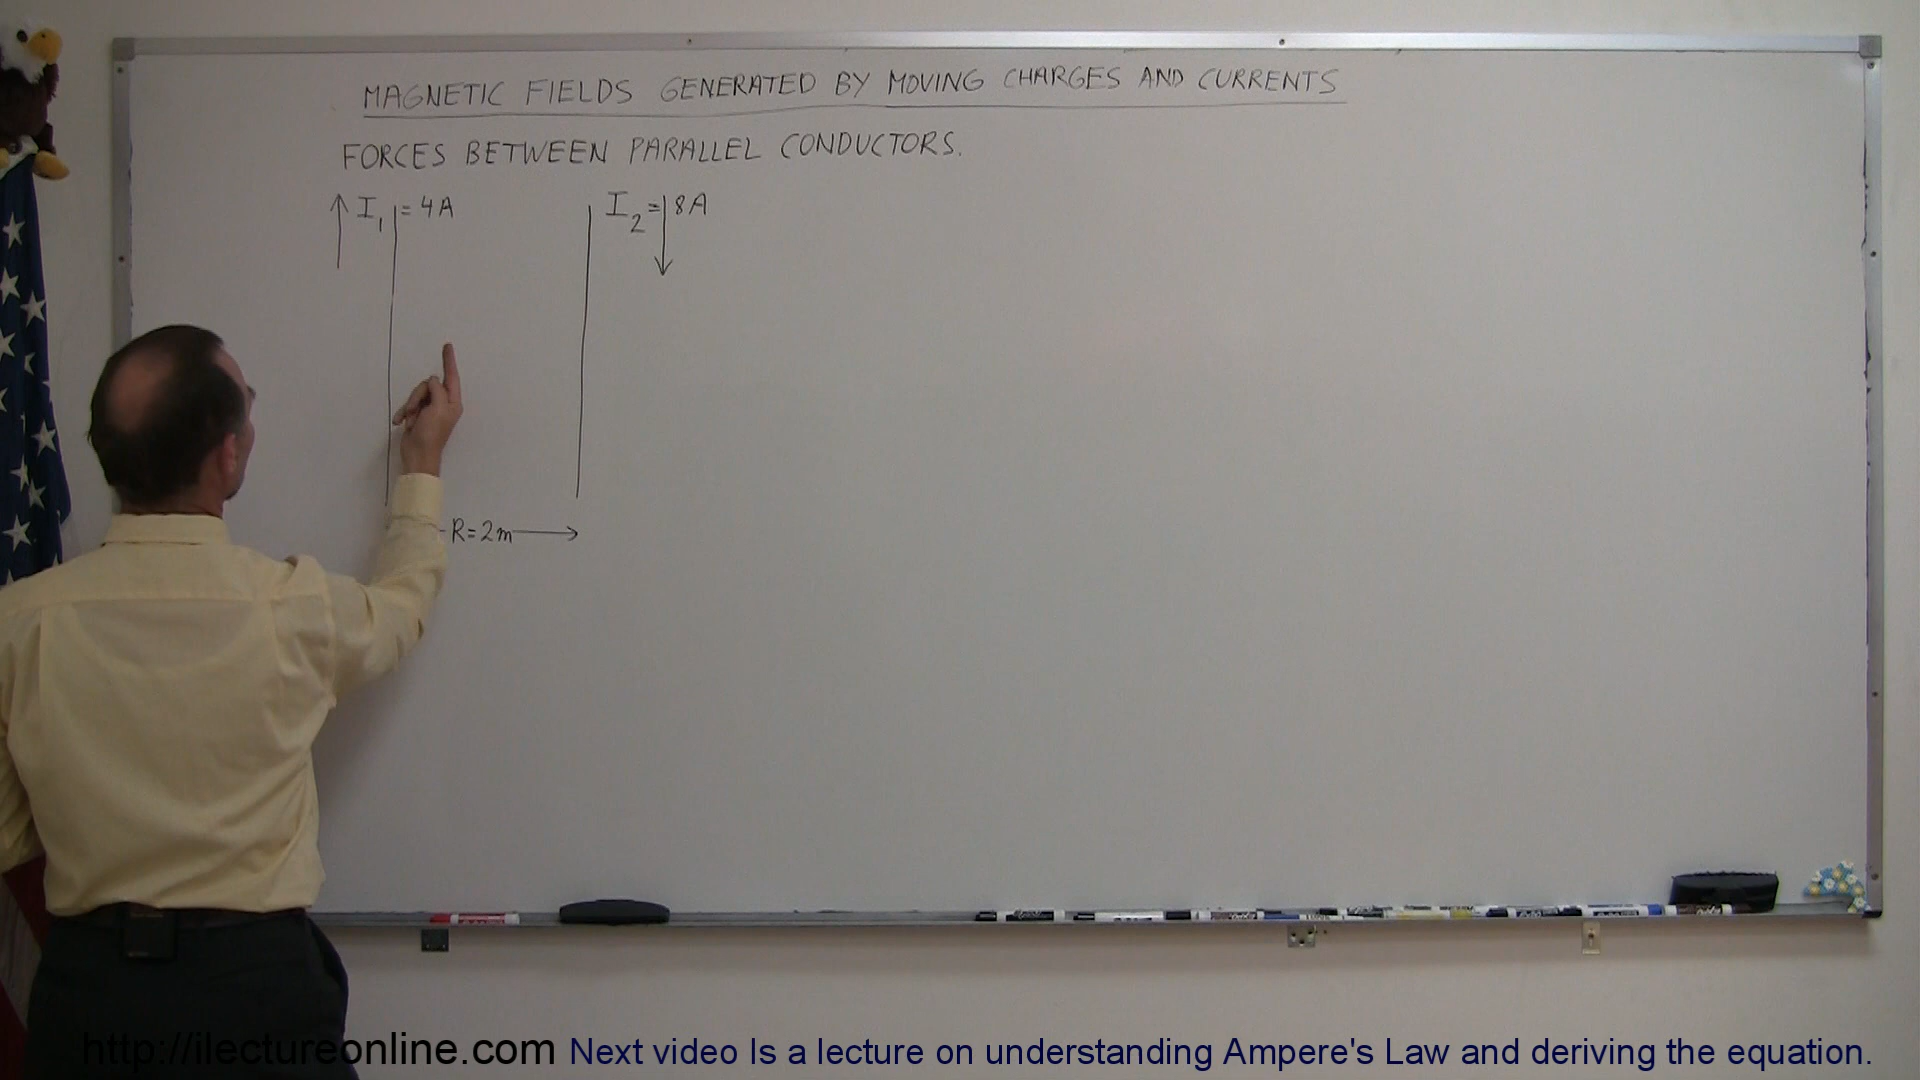 MAGNETIC FIELDS GENERATED BY MOVING CHARGES AND CURRENTS
FORCES BETWEEN PARALLEL CONDUCTORS.
I1 = 4A
I2 = 8A
R=2m
http://ilectureonline.com Next video Is a lecture on understanding Ampere's Law and deriving the equation.